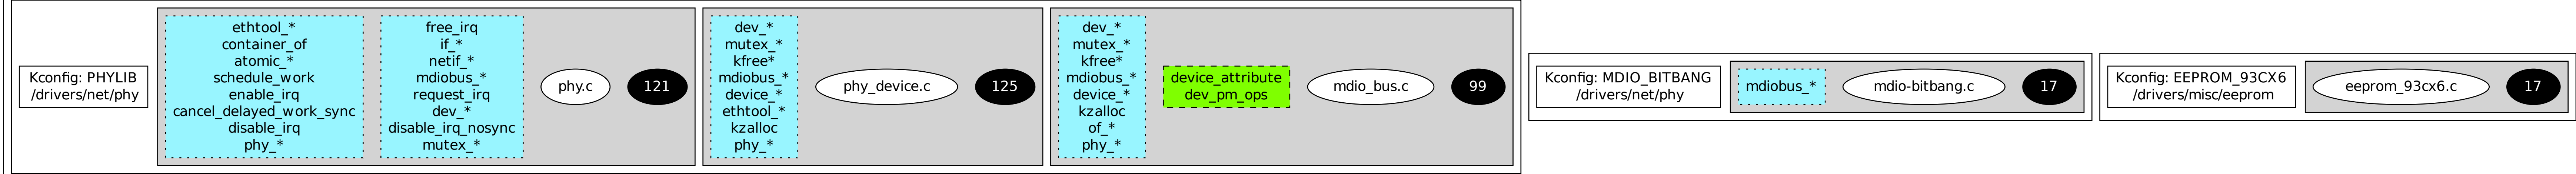 Kconfig: PHYLIB
/drivers/net/phy
ethtool_*
container_of
atomic_*
schedule_work
enable_irq
cancel_delayed_work_sync
disable_irq
phy_*
free_irq
if_*
netif_*
mdiobus_*
request_irq
dev_*
disable_irq_nosync
mutex_*
phy.c
121
dev_*
mutex_*
kfree*
mdiobus_*
device_*
ethtool_*
kzalloc
phy_*
phy_device.c
125
dev_*
mutex_*
kfree*
mdiobus_*
device_*
kzalloc
of_*
phy_*
device_attribute
dev_pm_ops
mdio_bus.c
99
Kconfig: MDIO_BITBANG
/drivers/net/phy
mdiobus_*
mdio-bitbang.c
17
Kconfig: EEPROM_93CX6
/drivers/misc/eeprom
eeprom_93cx6.c
17